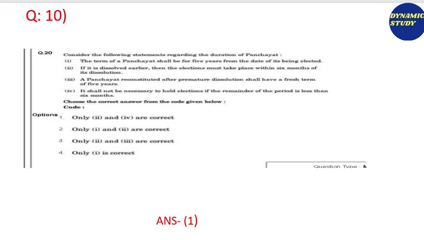 Q: 10)
DYNAMIC
STUDY
Q.20 Consider the following statements regarding the duration of Panchayat :
(i) The term of a Panchayat shall be for five years from the date of its being elected.
(ii) If it is dissolved earlier, then the elections must take place within six months of
its dissolution.
(iii) A Panchayat reconstituted after premature dissolution shall have a fresh term
of five years.
(iv) It shall not be necessary to hold elections if the remainder of the period is less than
six months.
Choose the correct answer from the code given below :
Code :
Options
1. Only (ii) and (iv) are correct
2. Only (i) and (ii) are correct
3. Only (ii) and (iii) are correct
4. Only (i) is correct
Question Type :
ANS- (1)